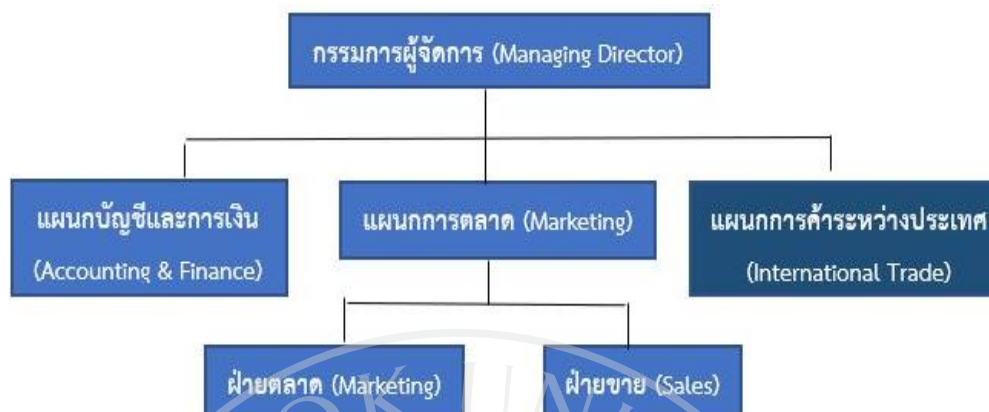 กรรมการผู้จัดการ (Managing Director)
แผนกบัญชีและการเงิน
(Accounting & Finance)
แผนกการตลาด (Marketing)
แผนกการค้าระหว่างประเทศ
(International Trade)
ฝ่ายตลาด (Marketing)
ฝ่ายขาย (Sales)